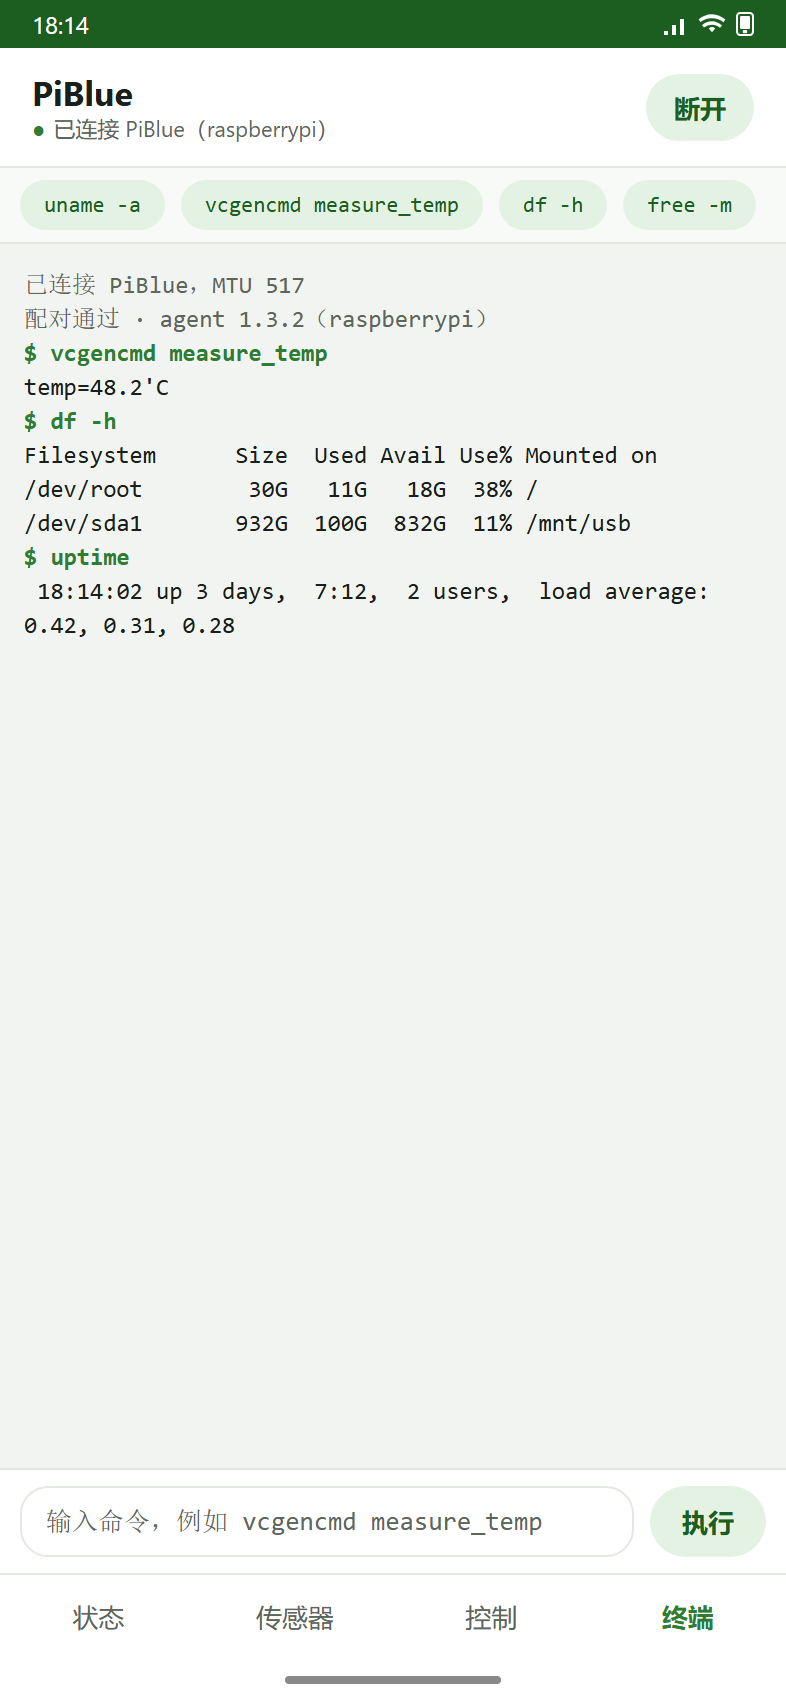 18:14
PiBlue
已连接 PiBlue（raspberrypi）
断开
uname -a
vcgencmd measure_temp
df -h
free -m
已连接 PiBlue，MTU 517
配对通过 · agent 1.3.2（raspberrypi）
$ vcgencmd measure_temp
temp=48.2'C
$ df -h
Filesystem      Size  Used Avail Use% Mounted on
/dev/root        30G   11G   18G  38% /
/dev/sda1       932G  100G  832G  11% /mnt/usb
$ uptime
 18:14:02 up 3 days,  7:12,  2 users,  load average:
0.42, 0.31, 0.28
输入命令，例如 vcgencmd measure_temp
执行
状态
传感器
控制
终端